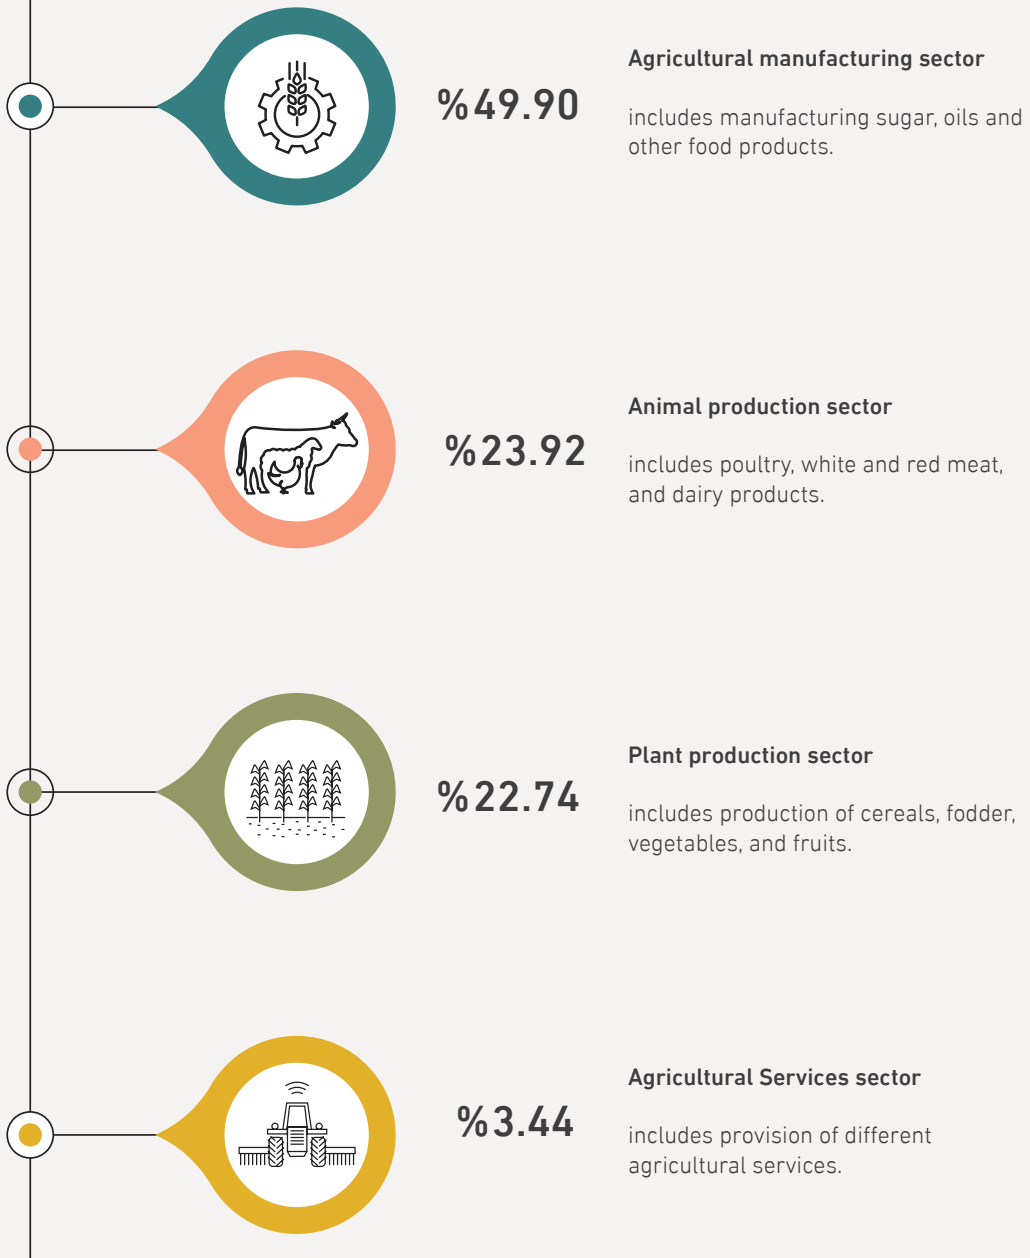 Agricultural manufacturing sector
%49.90
includes manufacturing sugar, oils and
other food products.
Animal production sector
%23.92
includes poultry, white and red meat,
and dairy products.
Plant production sector
%22.74
includes production of cereals, fodder,
vegetables, and fruits.
Agricultural Services sector
%3.44
includes provision of different
agricultural services.